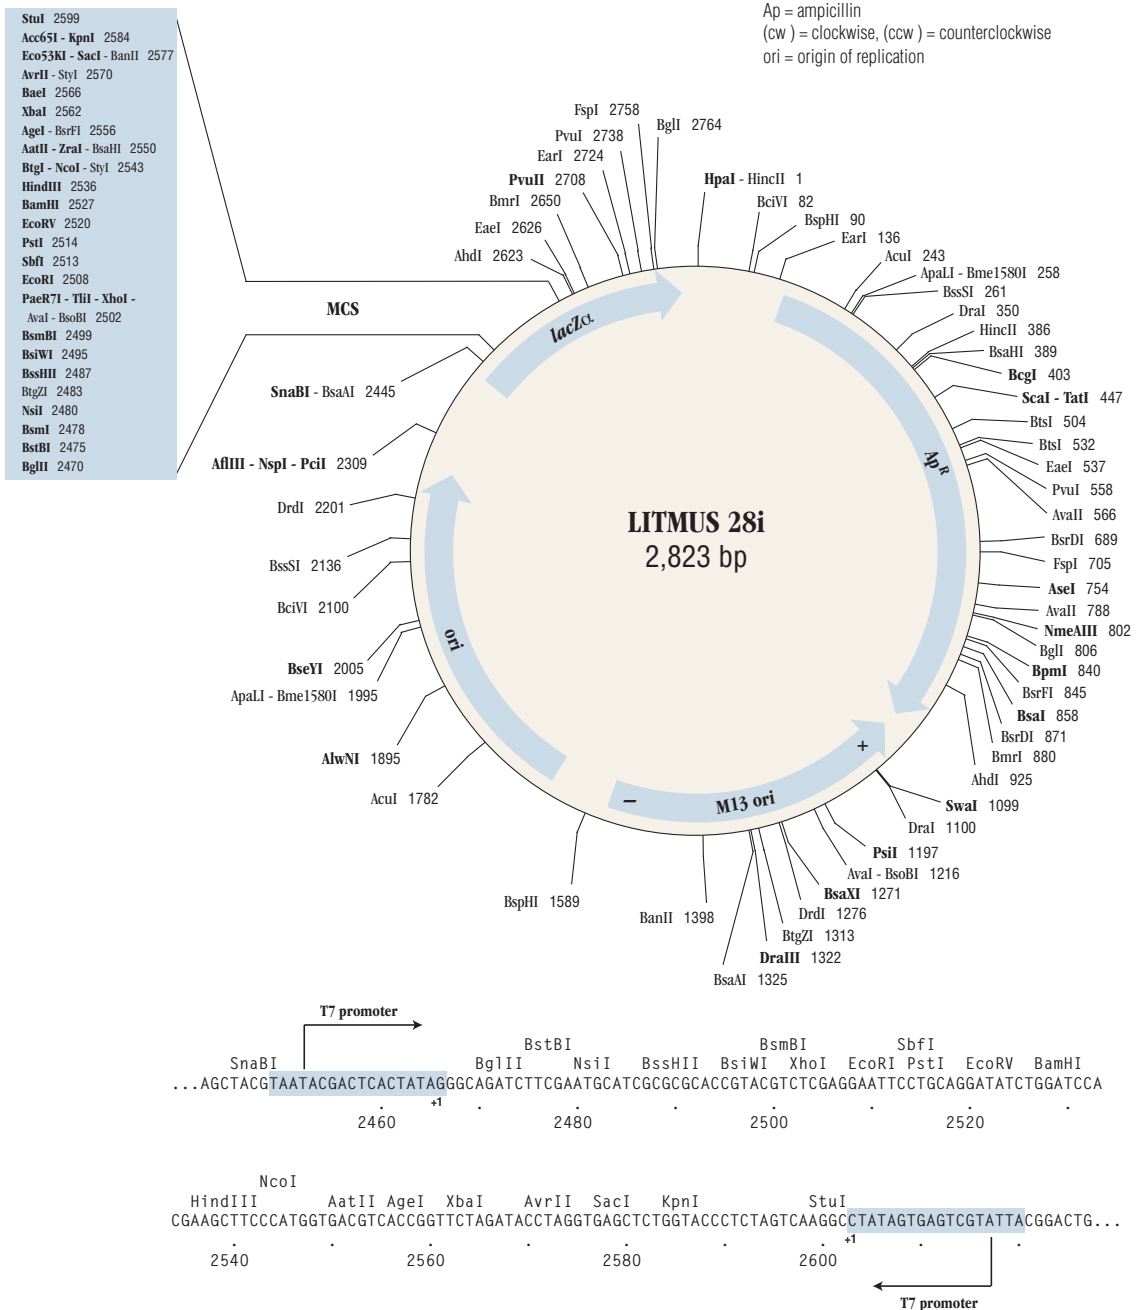 Ap = ampicillin
(cw ) = clockwise, (ccw ) = counterclockwise
ori = origin of replication
StuI 2599
Acc65I - KpnI 2584
Eco53KI - SacI - BanII 2577
AvrII - StyI 2570
BaeI 2566
XbaI 2562
AgeI - BsrFI 2556
AatII - ZraI - BsaHI 2550
BtgI - NcoI - StyI 2543
HindIII 2536
BamHI 2527
EcoRV 2520
PstI 2514
SbfI 2513
EcoRI 2508
PaeR7I - TliI - XhoI -
AvaI - BsoBI 2502
BsmBI 2499
BsiWI 2495
BssHII 2487
BtgZI 2483
NsiI 2480
BsmI 2478
BstBI 2475
BglII 2470
MCS
FspI 2758
BglI 2764
PvuI 2738
EarI 2724
PvuII 2708
BmrI 2650
EaeI 2626
AhdI 2623
SnaBI - BsaAI 2445
AflIII - NspI - PciI 2309
DrdI 2201
BssSI 2136
BciVI 2100
BseYI 2005
ApaLI - Bme1580I 1995
AlwNI 1895
AcuI 1782
BspHI 1589
BanII 1398
HpaI - HincII 1
BciVI 82
BspHI 90
EarI 136
AcuI 243
ApaLI - Bme1580I 258
BssSI 261
DraI 350
HincII 386
BsaHI 389
BcgI 403
ScaI - TatI 447
BtsI 504
BtsI 532
EaeI 537
PvuI 558
AvaII 566
BsrDI 689
FspI 705
AseI 754
AvaII 788
NmeAIII 802
BglI 806
BpmI 840
BsrFI 845
BsaI 858
BsrDI 871
BmrI 880
AhdI 925
SwaI 1099
DraI 1100
PsiI 1197
AvaI - BsoBI 1216
BsaXI 1271
DrdI 1276
BtgZI 1313
DraIII 1322
BsaAI 1325
lacZα
Ap R
ori
M13 ori
+
–
LITMUS 28i
2,823 bp
T7 promoter
BstBI BsmBI SbfI
SnaBI BglII NsiI BssHII BsiWI XhoI EcoRI PstI EcoRV BamHI
...AGCTACGTAATACGACTCACTATAGGGCAGATCTTCGAATGCATCGCGCGCACCGTACGTCTCGAGGAATTCCTGCAGGATATCTGGATCCA
+1
. . . . . . . .
2460 2480 2500 2520
NcoI
HindIII AatII AgeI XbaI AvrII SacI KpnI StuI
CGAAGCTTCCCATGGTGACGTCACCGGTTCTAGATACCTAGGTGAGCTCTGGTACCCTCTAGTCAAGGCCTATAGTGAGTCGTATTACGGACTG...
+1
. . . . . . . . .
2540 2560 2580 2600
T7 promoter